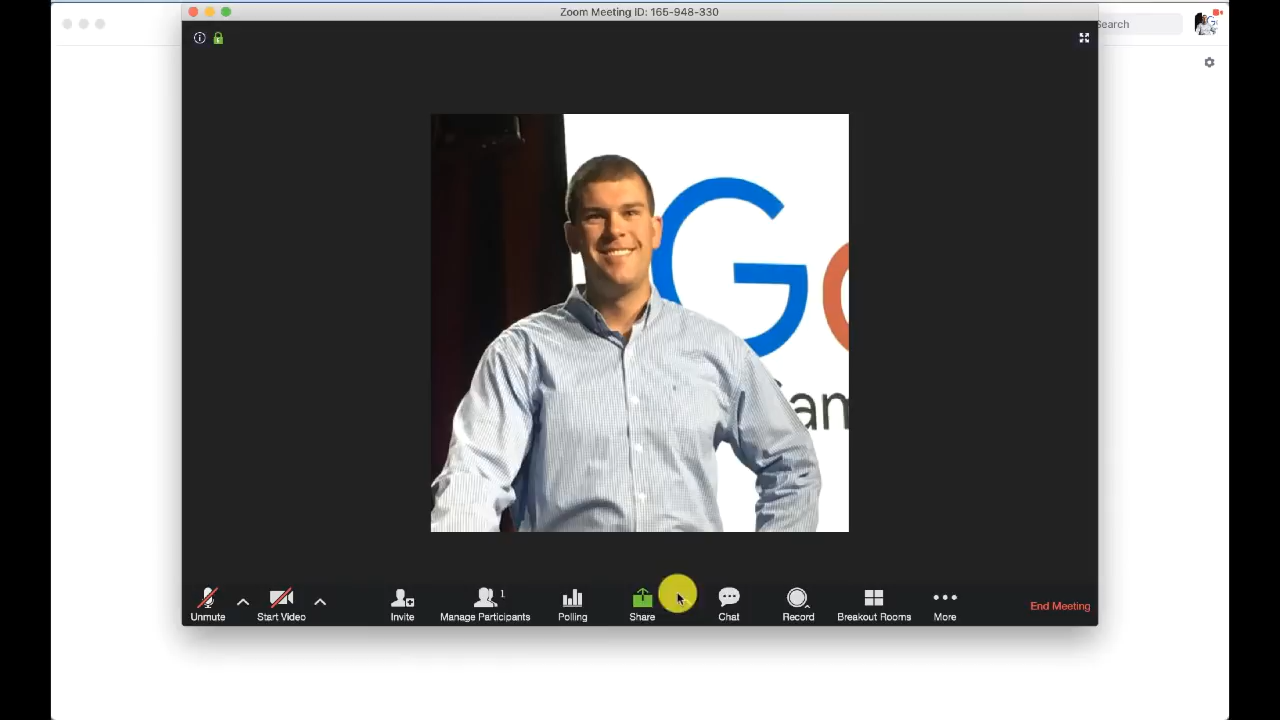 Zoom Meeting ID: 165-948-330
Search
G
am
1
Unmute
Start Video
Invite
Manage Participants
Polling
Share
Chat
Record
Breakout Rooms
More
End Meeting